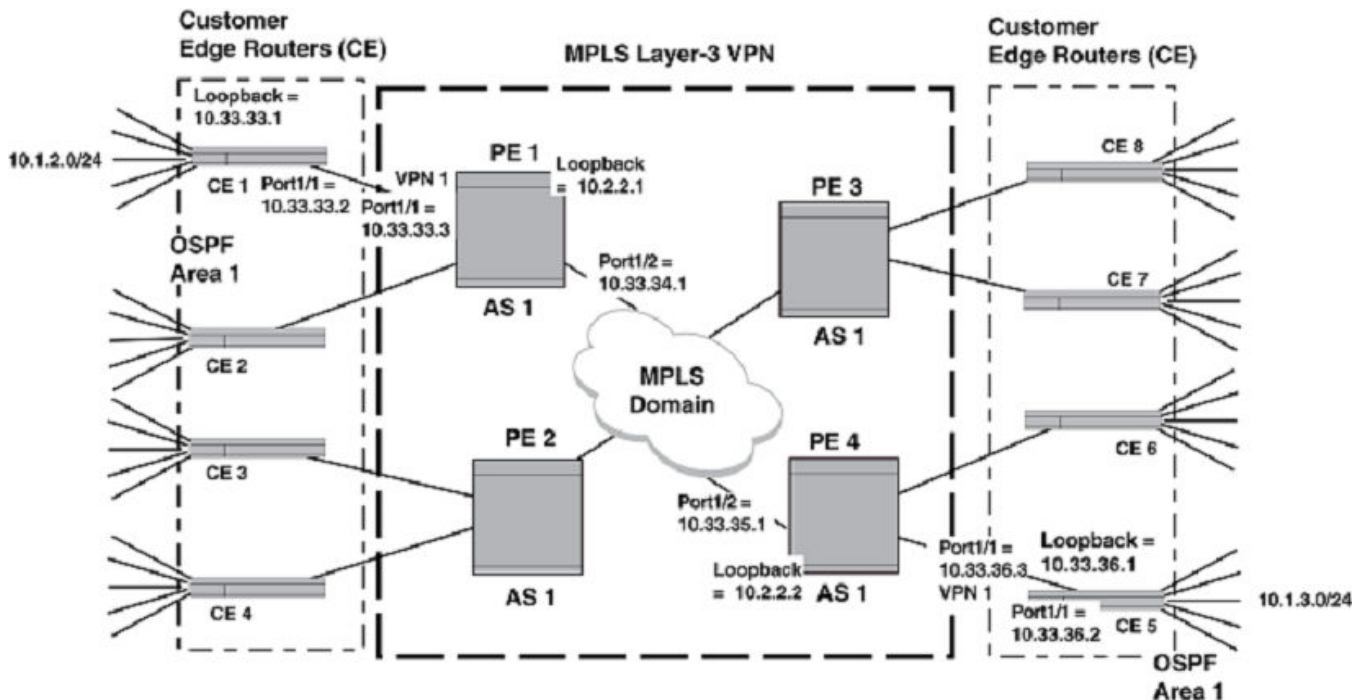 Customer
Edge Routers (CE)
Loopback =
10.33.33.1
10.1.2.0/24
CE 1
Port1/1 =
10.33.33.2
OSPF
Area 1
CE 2
CE 3
CE 4
MPLS Layer-3 VPN
PE 1
Loopback
= 10.2.2.1
VPN 1
Port1/1 =
10.33.33.3
Port1/2 =
10.33.34.1
AS 1
PE 3
AS 1
MPLS
Domain
PE 2
AS 1
PE 4
Port1/2 =
10.33.35.1
Loopback
= 10.2.2.2
AS 1
Port1/1 =
10.33.36.3
VPN 1
Customer
Edge Routers (CE)
CE 8
CE 7
CE 6
Loopback =
10.33.36.1
10.1.3.0/24
Port1/1 =
10.33.36.2
CE 5
OSPF
Area 1